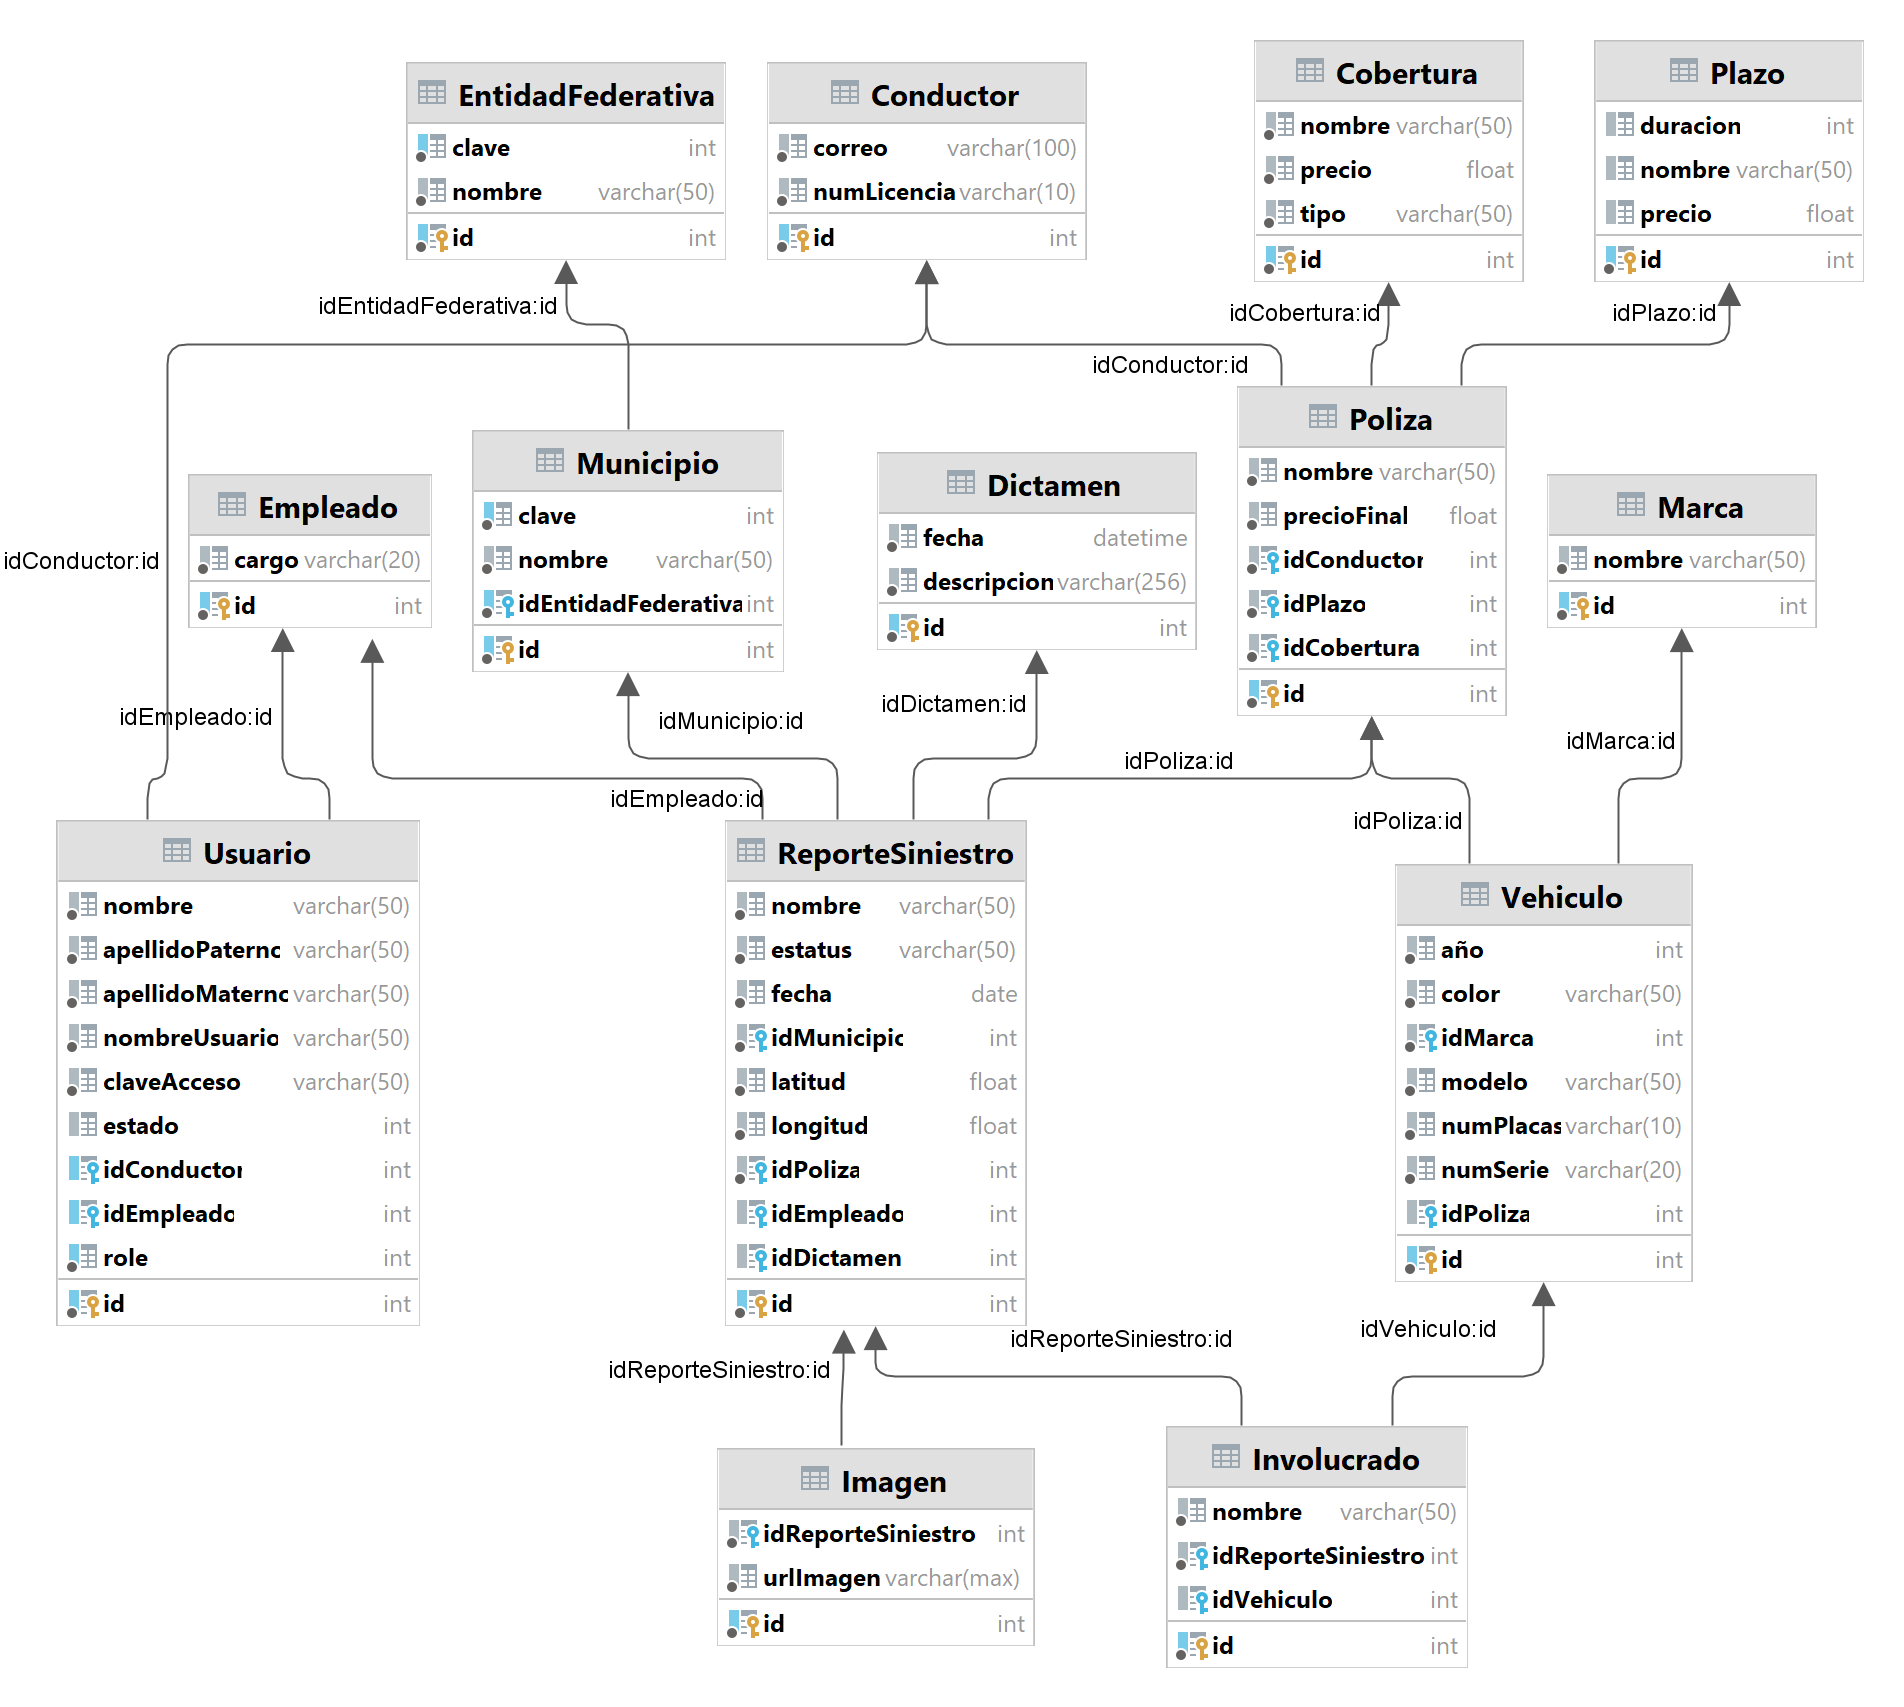 EntidadFederativa
clave int
nombre varchar(50)
id int
Conductor
correo varchar(100)
numLicencia varchar(10)
id int
Cobertura
nombre varchar(50)
precio float
tipo varchar(50)
id int
Plazo
duracion int
nombre varchar(50)
precio float
id int
idEntidadFederativa:id
idCobertura:id
idPlazo:id
idConductor:id
idConductor:id
Empleado
cargo varchar(20)
id int
Municipio
clave int
nombre varchar(50)
idEntidadFederativa int
id int
Dictamen
fecha datetime
descripcion varchar(256)
id int
Poliza
nombre varchar(50)
precioFinal float
idConductor int
idPlazo int
idCobertura int
id int
Marca
nombre varchar(50)
id int
idEmpleado:id
idMunicipio:id
idDictamen:id
idPoliza:id
idMarca:id
idEmpleado:id
idPoliza:id
Usuario
nombre varchar(50)
apellidoPaterno varchar(50)
apellidoMaterno varchar(50)
nombreUsuario varchar(50)
claveAcceso varchar(50)
estado int
idConductor int
idEmpleado int
role int
id int
ReporteSiniestro
nombre varchar(50)
estatus varchar(50)
fecha date
idMunicipio int
latitud float
longitud float
idPoliza int
idEmpleado int
idDictamen int
id int
Vehiculo
año int
color varchar(50)
idMarca int
modelo varchar(50)
numPlacas varchar(10)
numSerie varchar(20)
idPoliza int
id int
idReporteSiniestro:id
idReporteSiniestro:id
idVehiculo:id
Imagen
idReporteSiniestro int
urlImagen varchar(max)
id int
Involucrado
nombre varchar(50)
idReporteSiniestro int
idVehiculo int
id int